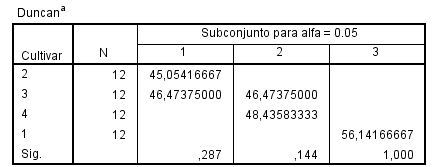 Duncanª
Subconjunto para alfa = 0.05
Cultivar N 1 2 3
2 12 45,05416667
3 12 46,47375000 46,47375000
4 12 48,43583333
1 12 56,14166667
Sig. ,287 ,144 1,000